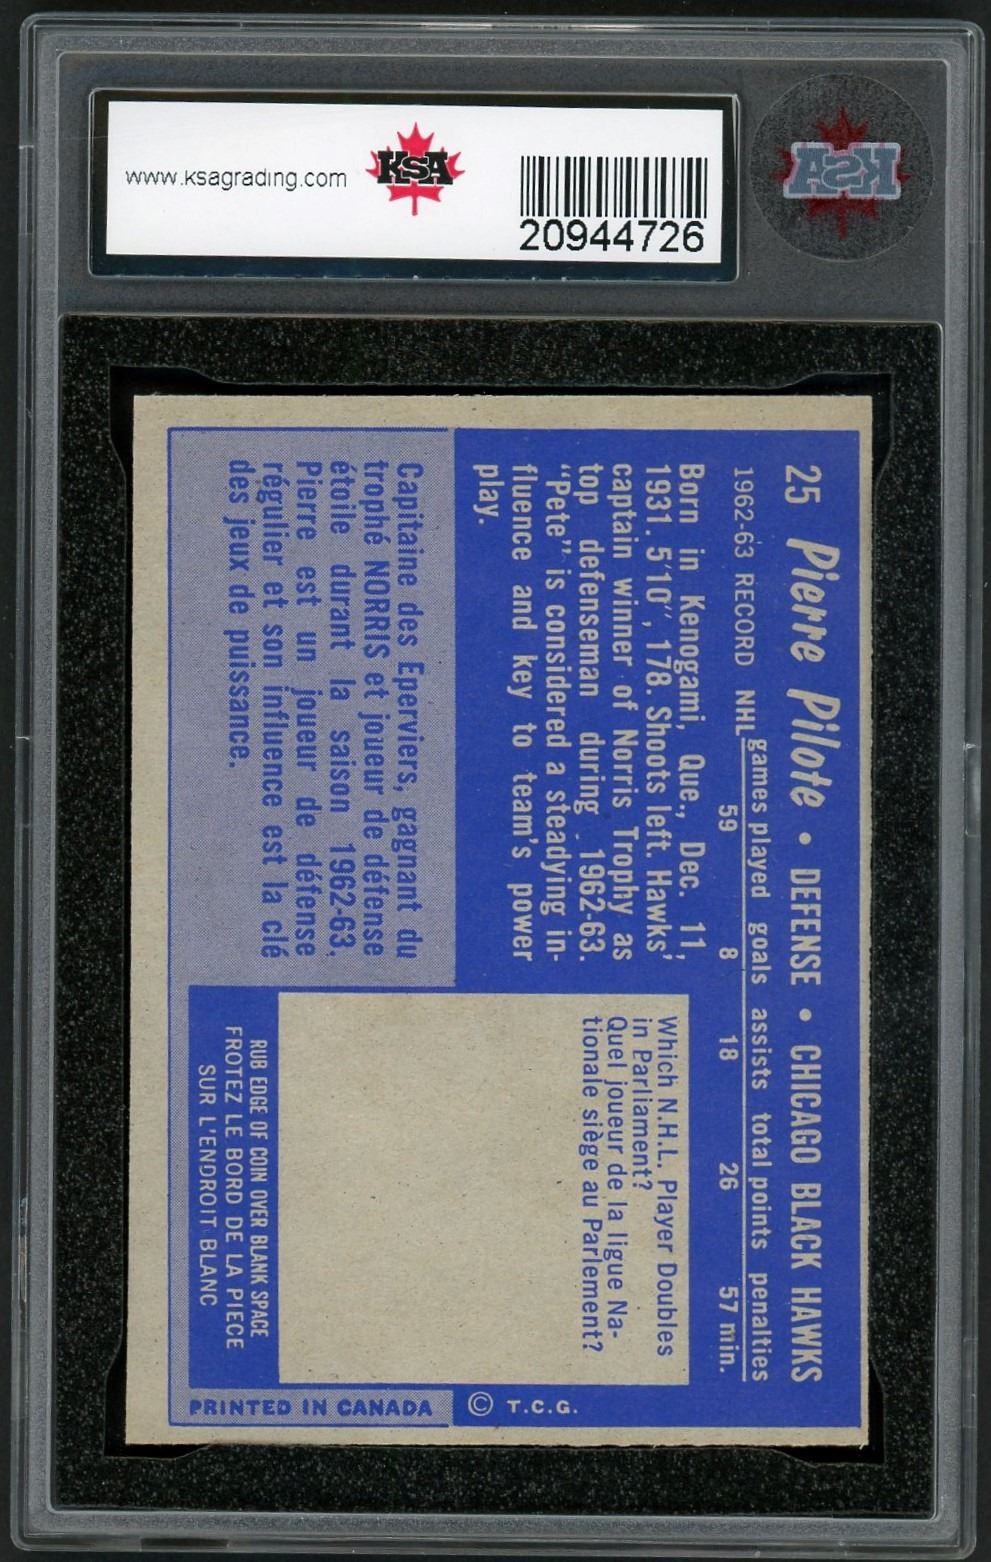 www.ksagrading.com
KSA
20944726
KSA
25 Pierre Pilote • DEFENSE • CHICAGO BLACK HAWKS
games played goals assists total points penalties
1962-63 RECORD NHL 59 8 18 26 57 min.
Born in Kenogami, Que., Dec. 11,
1931. 5'10", 178. Shoots left. Hawks'
captain winner of Norris Trophy as
top defenseman during 1962-63.
"Pete" is considered a steadying in-
fluence and key to team's power
play.
Capitaine des Eperviers, gagnant du
trophé NORRIS et joueur de défense
étoile durant la saison 1962-63,
Pierre est un joueur de défense
régulier et son influence est la clé
des jeux de puissance.
Which N.H.L. Player Doubles
in Parliament?
Quel joueur de la ligue Na-
tionale siège au Parlement?
RUB EDGE OF COIN OVER BLANK SPACE
FROTEZ LE BORD DE LA PIECE
SUR L'ENDROIT BLANC
© T.C.G.
PRINTED IN CANADA